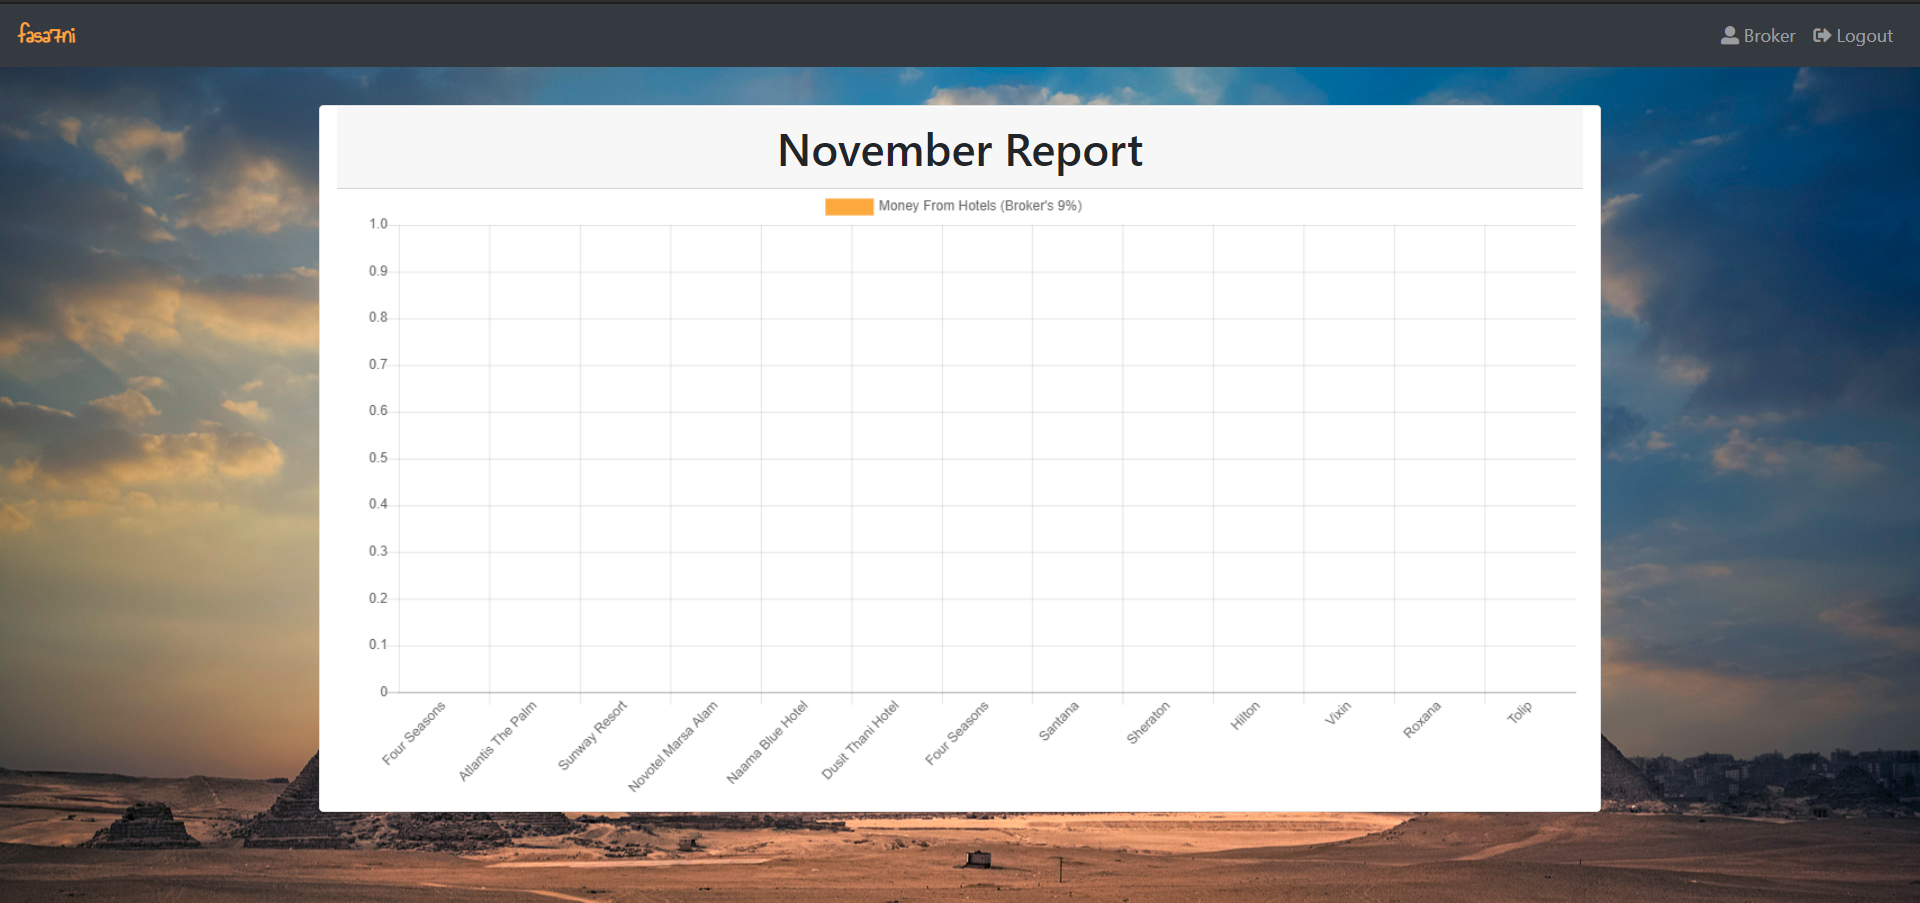 fasa7ni
Broker
Logout
November Report
Money From Hotels (Broker's 9%)
1.0
0.9
0.8
0.7
0.6
0.5
0.4
0.3
0.2
0.1
0
Four Seasons
Atlantis The Palm
Sunway Resort
Novotel Marsa Alam
Naama Blue Hotel
Dusit Thani Hotel
Four Seasons
Santana
Sheraton
Hilton
Vixin
Roxana
Tolip